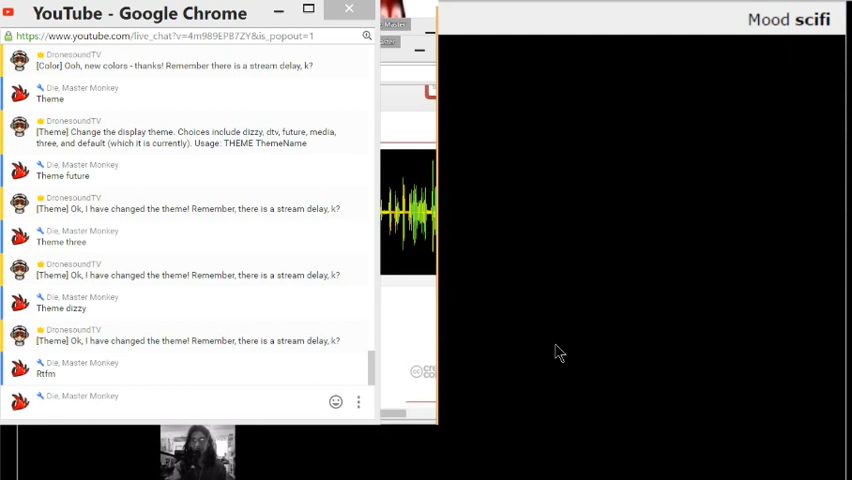 YouTube - Google Chrome
https://www.youtube.com/live_chat?v=4m989EPB7ZY&is_popout=1
DronesoundTV
[Color] Ooh, new colors - thanks! Remember there is a stream delay, k?
Die, Master Monkey
Theme
DronesoundTV
[Theme] Change the display theme. Choices include dizzy, dtv, future, media,
three, and default (which it is currently). Usage: THEME ThemeName
Die, Master Monkey
Theme future
DronesoundTV
[Theme] Ok, I have changed the theme! Remember, there is a stream delay, k?
Die, Master Monkey
Theme three
DronesoundTV
[Theme] Ok, I have changed the theme! Remember, there is a stream delay, k?
Die, Master Monkey
Theme dizzy
DronesoundTV
[Theme] Ok, I have changed the theme! Remember, there is a stream delay, k?
Die, Master Monkey
Rtfm
Die, Master Monkey
Mood scifi